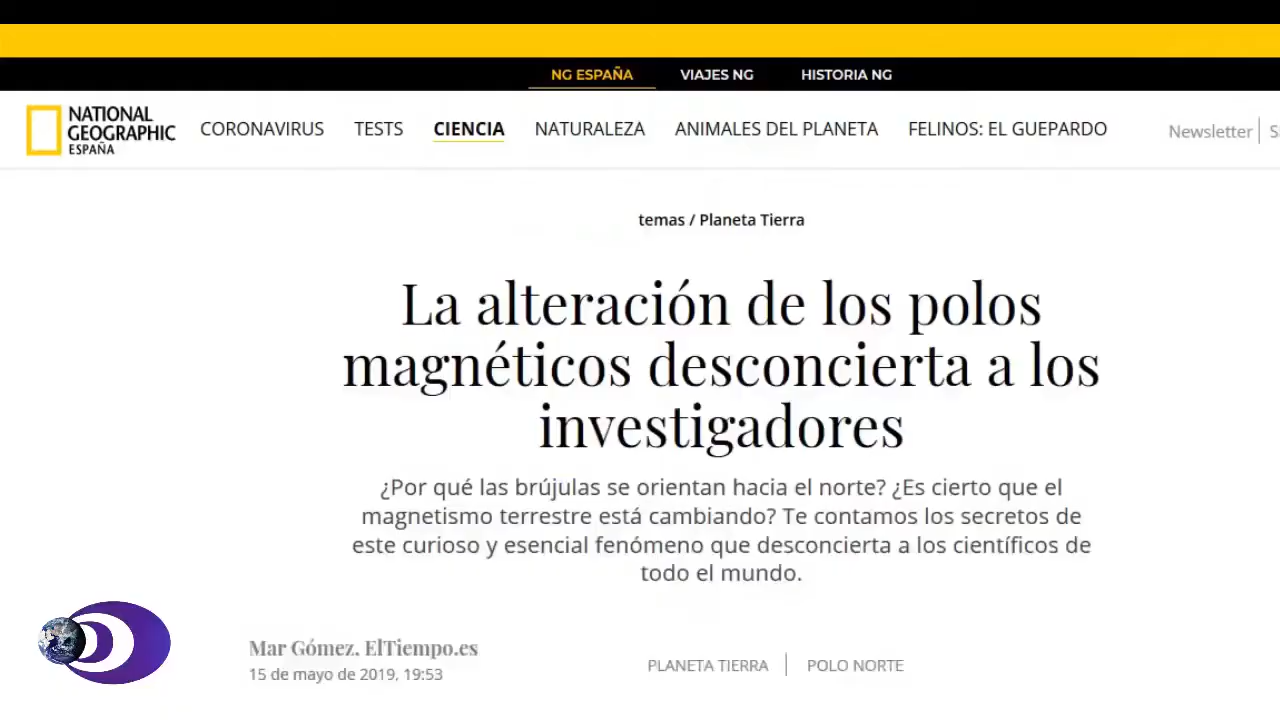 NG ESPAÑA VIAJES NG HISTORIA NG
NATIONAL GEOGRAPHIC ESPAÑA
CORONAVIRUS TESTS CIENCIA NATURALEZA ANIMALES DEL PLANETA FELINOS: EL GUEPARDO
Newsletter
temas / Planeta Tierra
La alteración de los polos
magnéticos desconcierta a los
investigadores
¿Por qué las brújulas se orientan hacia el norte? ¿Es cierto que el
magnetismo terrestre está cambiando? Te contamos los secretos de
este curioso y esencial fenómeno que desconcierta a los científicos de
todo el mundo.
Mar Gómez. ElTiempo.es
15 de mayo de 2019, 19:53
PLANETA TIERRA POLO NORTE